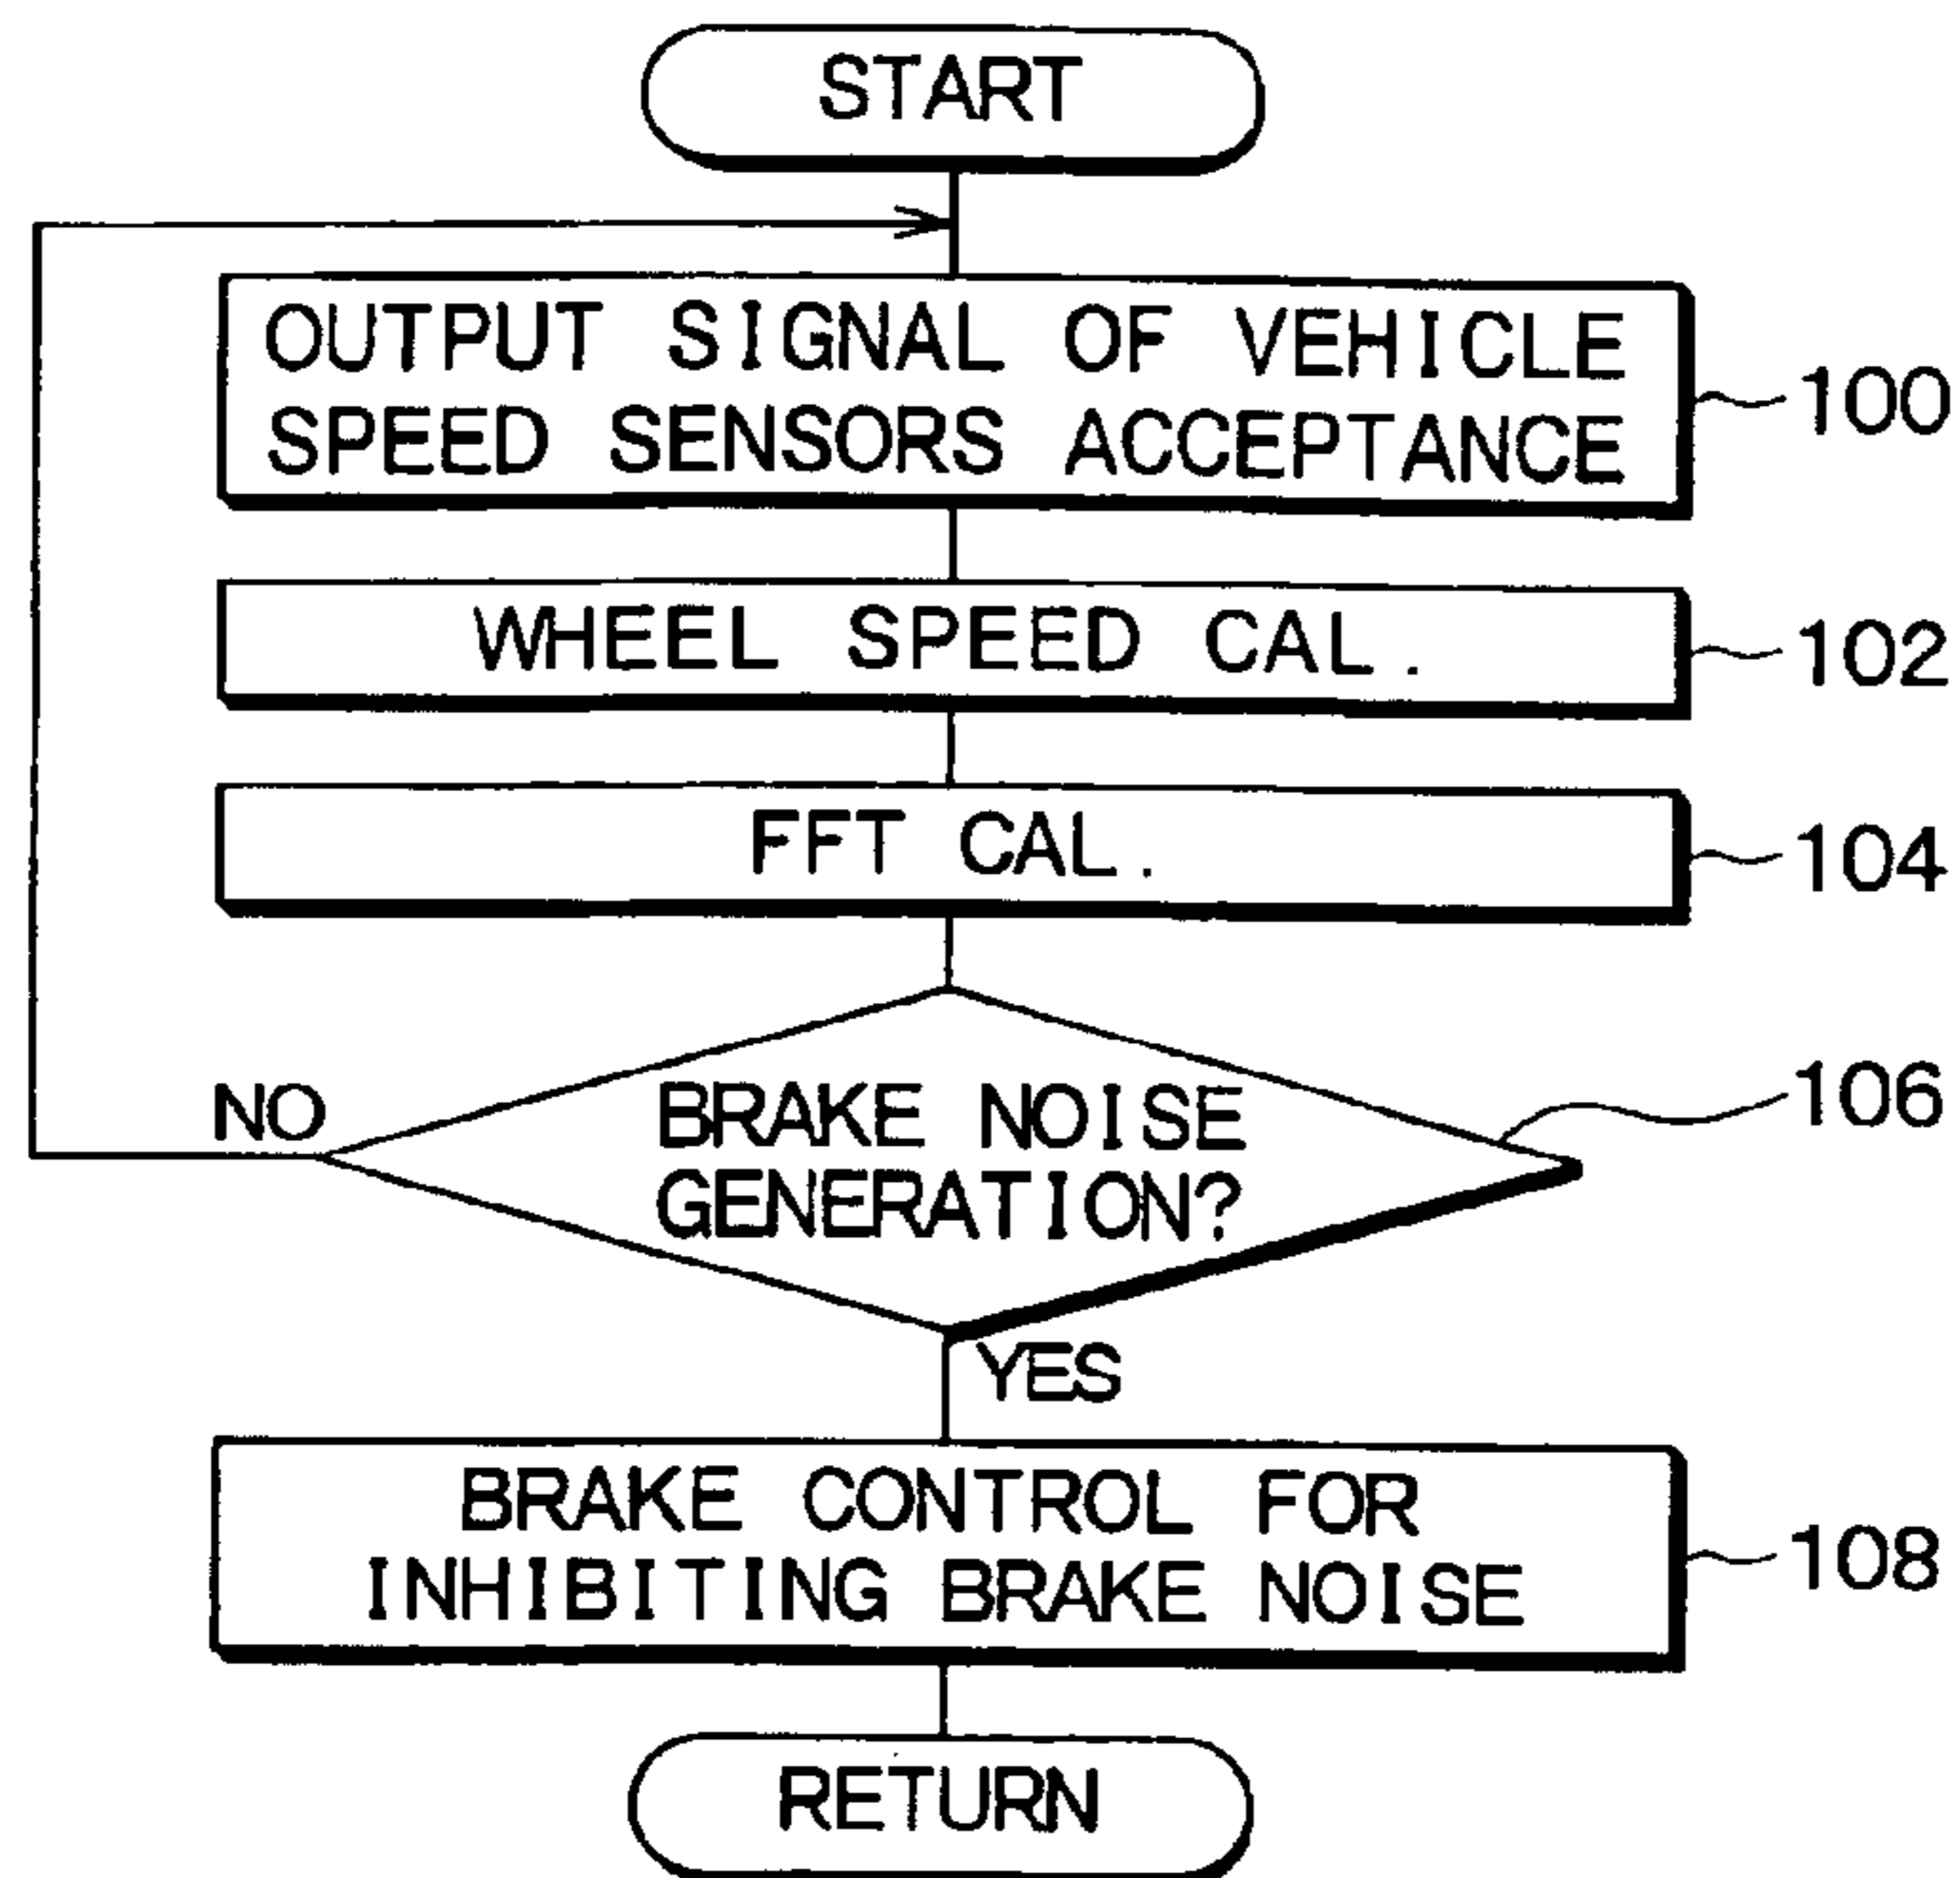 START
OUTPUT SIGNAL OF VEHICLE
SPEED SENSORS ACCEPTANCE
100
WHEEL SPEED CAL.
102
FFT CAL.
104
NO
BRAKE NOISE
GENERATION?
106
YES
BRAKE CONTROL FOR
INHIBITING BRAKE NOISE
108
RETURN